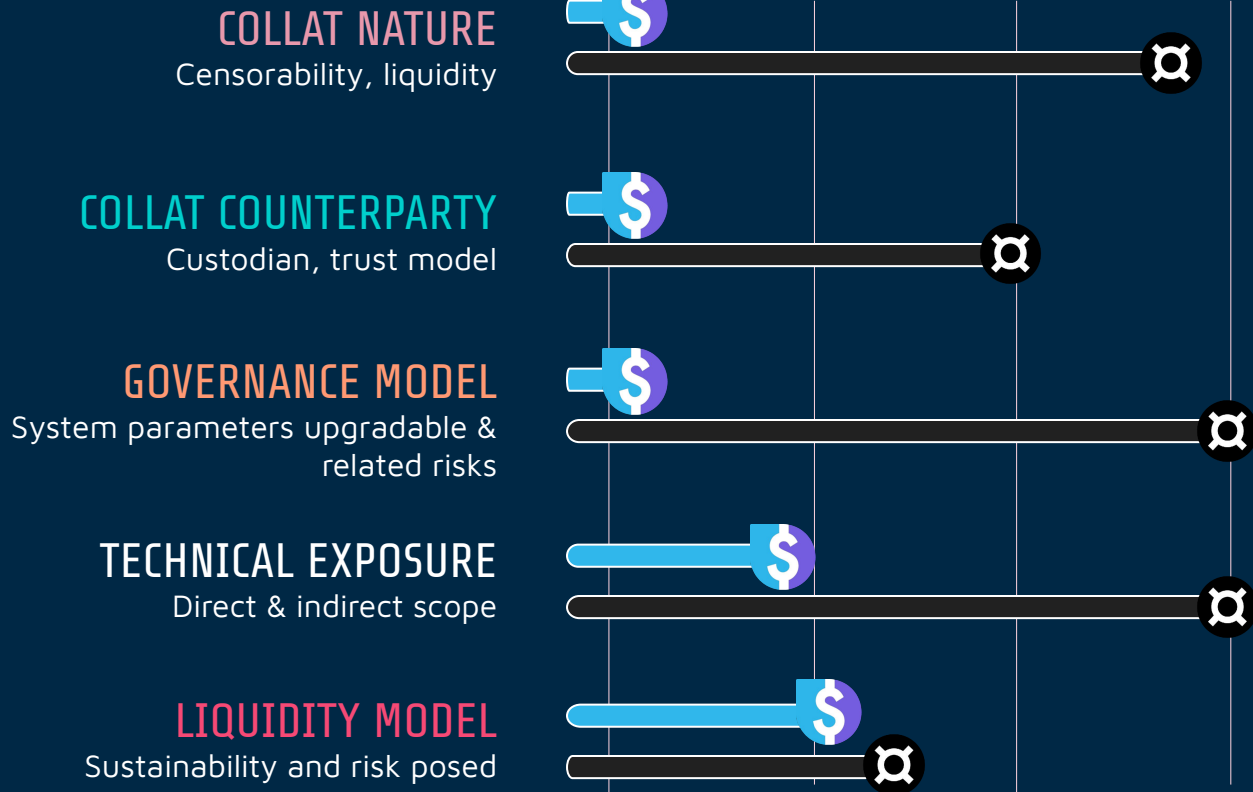 COLLAT NATURE
Censorability, liquidity
COLLAT COUNTERPARTY
Custodian, trust model
GOVERNANCE MODEL
System parameters upgradable &
related risks
TECHNICAL EXPOSURE
Direct & indirect scope
LIQUIDITY MODEL
Sustainability and risk posed